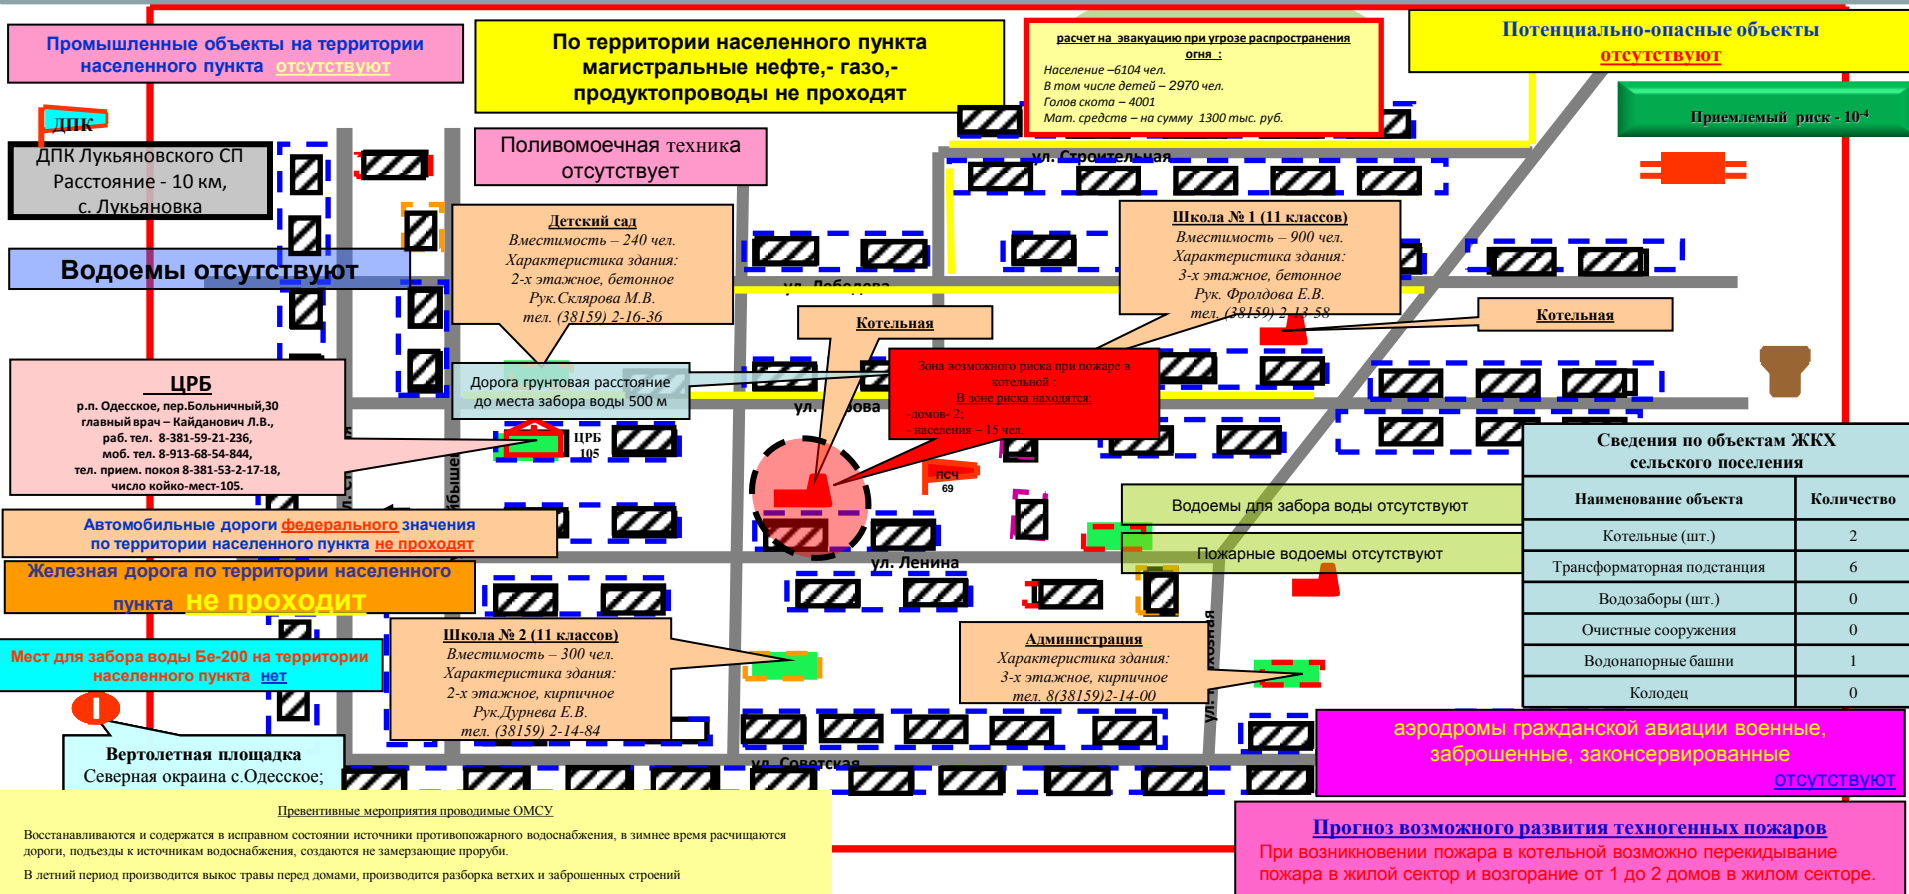 Промышленные объекты на территории
населенного пункта отсутствуют
По территории населенного пункта
магистральные нефте,- газо,-
продуктопроводы не проходят
расчет на эвакуацию при угрозе распространения
огня :
Население –6104 чел.
В том числе детей – 2970 чел.
Голов скота – 4001
Мат. средств – на сумму 1300 тыс. руб.
Потенциально-опасные объекты
отсутствуют
Приемлемый риск - 10-4
ДПК
ДПК Лукьяновского СП
Расстояние - 10 км,
с. Лукьяновка
Поливомоечная техника
отсутствует
ул. Строительная
Детский сад
Вместимость – 240 чел.
Характеристика здания:
2-х этажное, бетонное
Рук.Склярова М.В.
тел. (38159) 2-16-36
Школа № 1 (11 классов)
Вместимость – 900 чел.
Характеристика здания:
3-х этажное, бетонное
Рук. Фролдова Е.В.
тел. (38159) 2-13-58
Водоемы отсутствуют
ул.
Котельная
Котельная
ЦРБ
р.п. Одесское, пер.Больничный,30
главный врач – Кайданович Л.В.,
раб. тел. 8-381-59-21-236,
моб. тел. 8-913-68-54-844,
тел. прием. покоя 8-381-53-2-17-18,
число койко-мест-105.
Дорога грунтовая расстояние
до места забора воды 500 м
Зона возможного риска при пожаре в
котельной :
В зоне риска находятся:
-домов- 2;
- населения – 15 чел.
ул.
ЦРБ
105
ПСЧ
69
Сведения по объектам ЖКХ
сельского поселения
Наименование объекта Количество
Котельные (шт.) 2
Трансформаторная подстанция 6
Водозаборы (шт.) 0
Очистные сооружения 0
Водонапорные башни 1
Колодец 0
Водоемы для забора воды отсутствуют
Пожарные водоемы отсутствуют
Автомобильные дороги федерального значения
по территории населенного пункта не проходят
ул. Ленина
Железная дорога по территории населенного
пункта не проходит
Школа № 2 (11 классов)
Вместимость – 300 чел.
Характеристика здания:
2-х этажное, кирпичное
Рук.Дурнева Е.В.
тел. (38159) 2-14-84
Администрация
Характеристика здания:
3-х этажное, кирпичное
тел. 8(38159)2-14-00
Мест для забора воды Бе-200 на территории
населенного пункта нет
Вертолетная площадка
Северная окраина с.Одесское;
ул. Советская
аэродромы гражданской авиации военные,
заброшенные, законсервированные
отсутствуют
Превентивные мероприятия проводимые ОМСУ
Восстанавливаются и содержатся в исправном состоянии источники противопожарного водоснабжения, в зимнее время расчищаются
дороги, подъезды к источникам водоснабжения, создаются не замерзающие проруби.
В летний период производится выкос травы перед домами, производится разборка ветхих и заброшенных строений
Прогноз возможного развития техногенных пожаров
При возникновении пожара в котельной возможно перекидывание
пожара в жилой сектор и возгорание от 1 до 2 домов в жилом секторе.